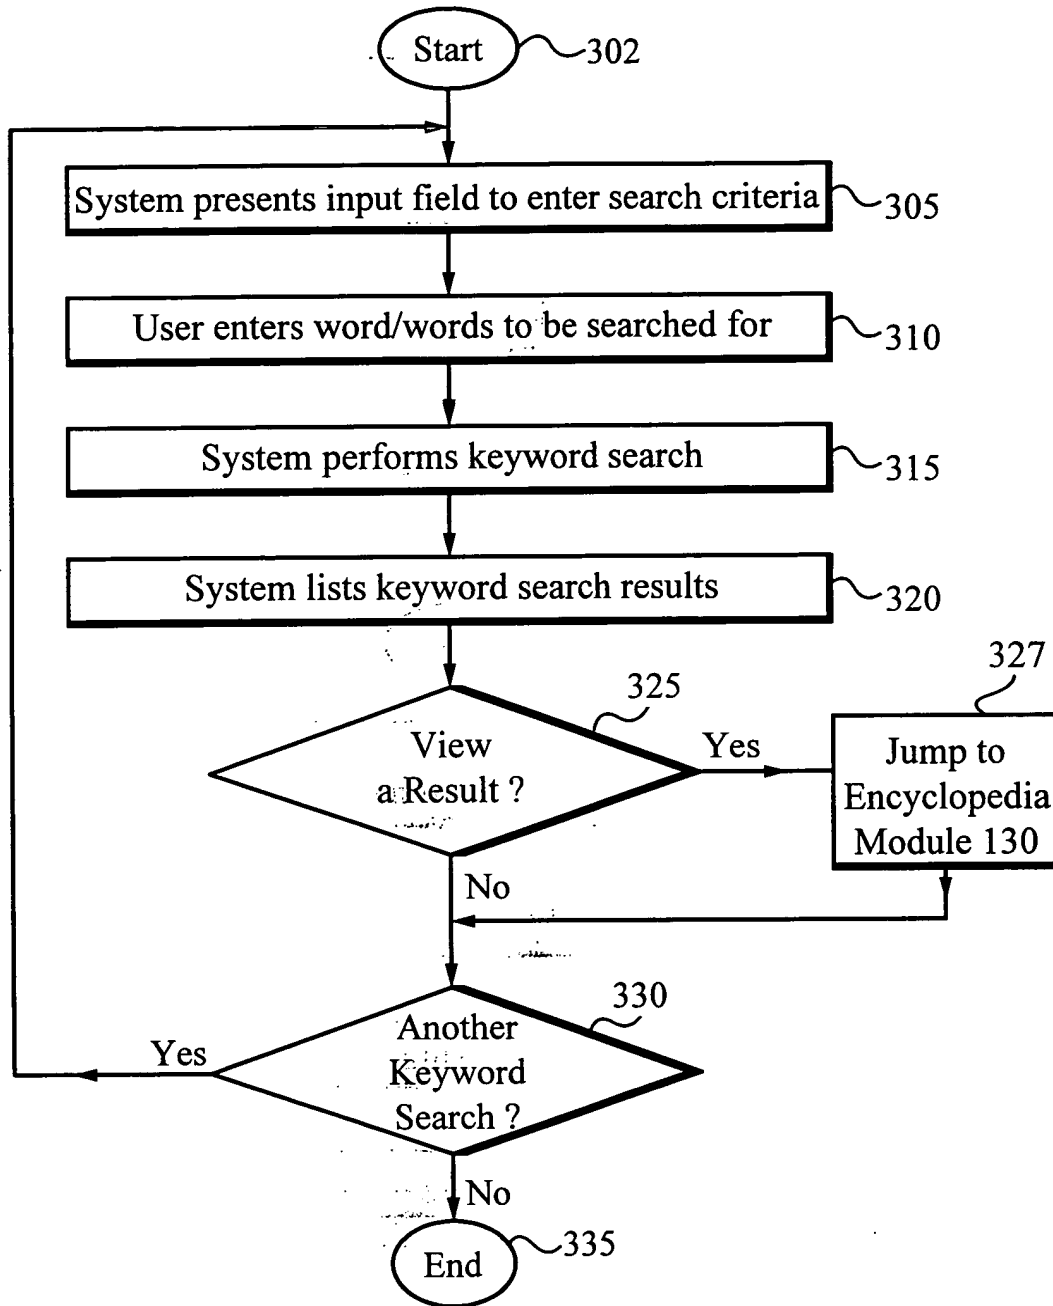 Start
302
System presents input field to enter search criteria
305
User enters word/words to be searched for
310
System performs keyword search
315
System lists keyword search results
320
327
325
View
a Result ?
Yes
Jump to
Encyclopedia
Module 130
No
330
Another
Keyword
Search ?
Yes
No
335
End